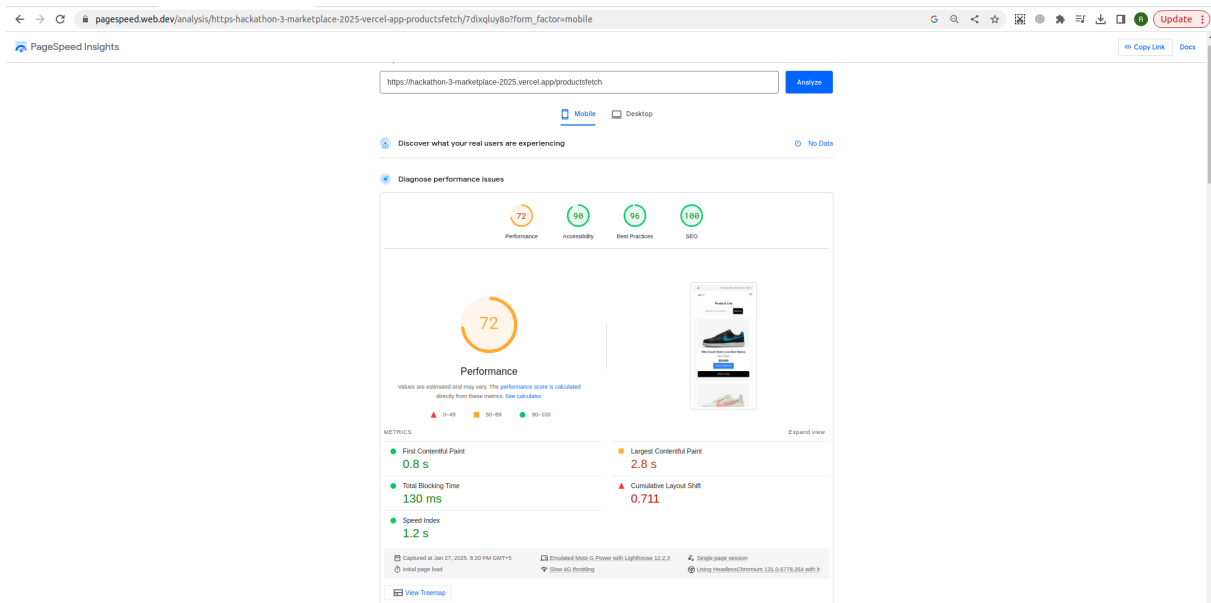 pagespeed.web.dev/analysis/https-hackathon-3-marketplace-2025-vercel-app-productsfetch/7dixqluy8o?form_factor=mobile
R
Update
PageSpeed Insights
Copy Link
Docs
https://hackathon-3-marketplace-2025.vercel.app/productsfetch
Analyze
Mobile
Desktop
Discover what your real users are experiencing
No Data
Diagnose performance issues
72
90
96
100
Performance
Accessibility
Best Practices
SEO
72
Performance
Values are estimated and may vary. The performance score is calculated
directly from these metrics. See calculator.
0–49
50–89
90–100
Product List
METRICS
Expand view
First Contentful Paint
0.8 s
Largest Contentful Paint
2.8 s
Total Blocking Time
130 ms
Cumulative Layout Shift
0.711
Speed Index
1.2 s
Captured at Jan 27, 2025, 8:20 PM GMT+5
Emulated Moto G Power with Lighthouse 12.2.3
Single page session
Initial page load
Slow 4G throttling
Using HeadlessChromium 131.0.6778.264 with lr
View Treemap